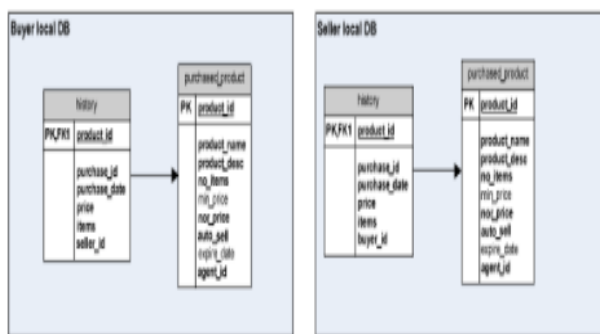 Buyer local DB
history
PK,FK1 product_id
purchase_id
purchase_date
price
items
seller_id
purchased_product
PK product_id
product_name
product_desc
no_items
min_price
nor_price
auto_sell
expire_date
agent_id
Seller local DB
history
PK,FK1 product_id
purchase_id
purchase_date
price
items
buyer_id
purchased_product
PK product_id
product_name
product_desc
no_items
min_price
nor_price
auto_sell
expire_date
agent_id